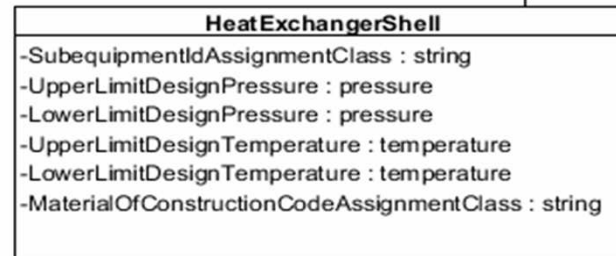 HeatExchangerShell
-SubequipmentIdAssignmentClass : string
-UpperLimitDesignPressure : pressure
-LowerLimitDesignPressure : pressure
-UpperLimitDesignTemperature : temperature
-LowerLimitDesignTemperature : temperature
-MaterialOfConstructionCodeAssignmentClass : string